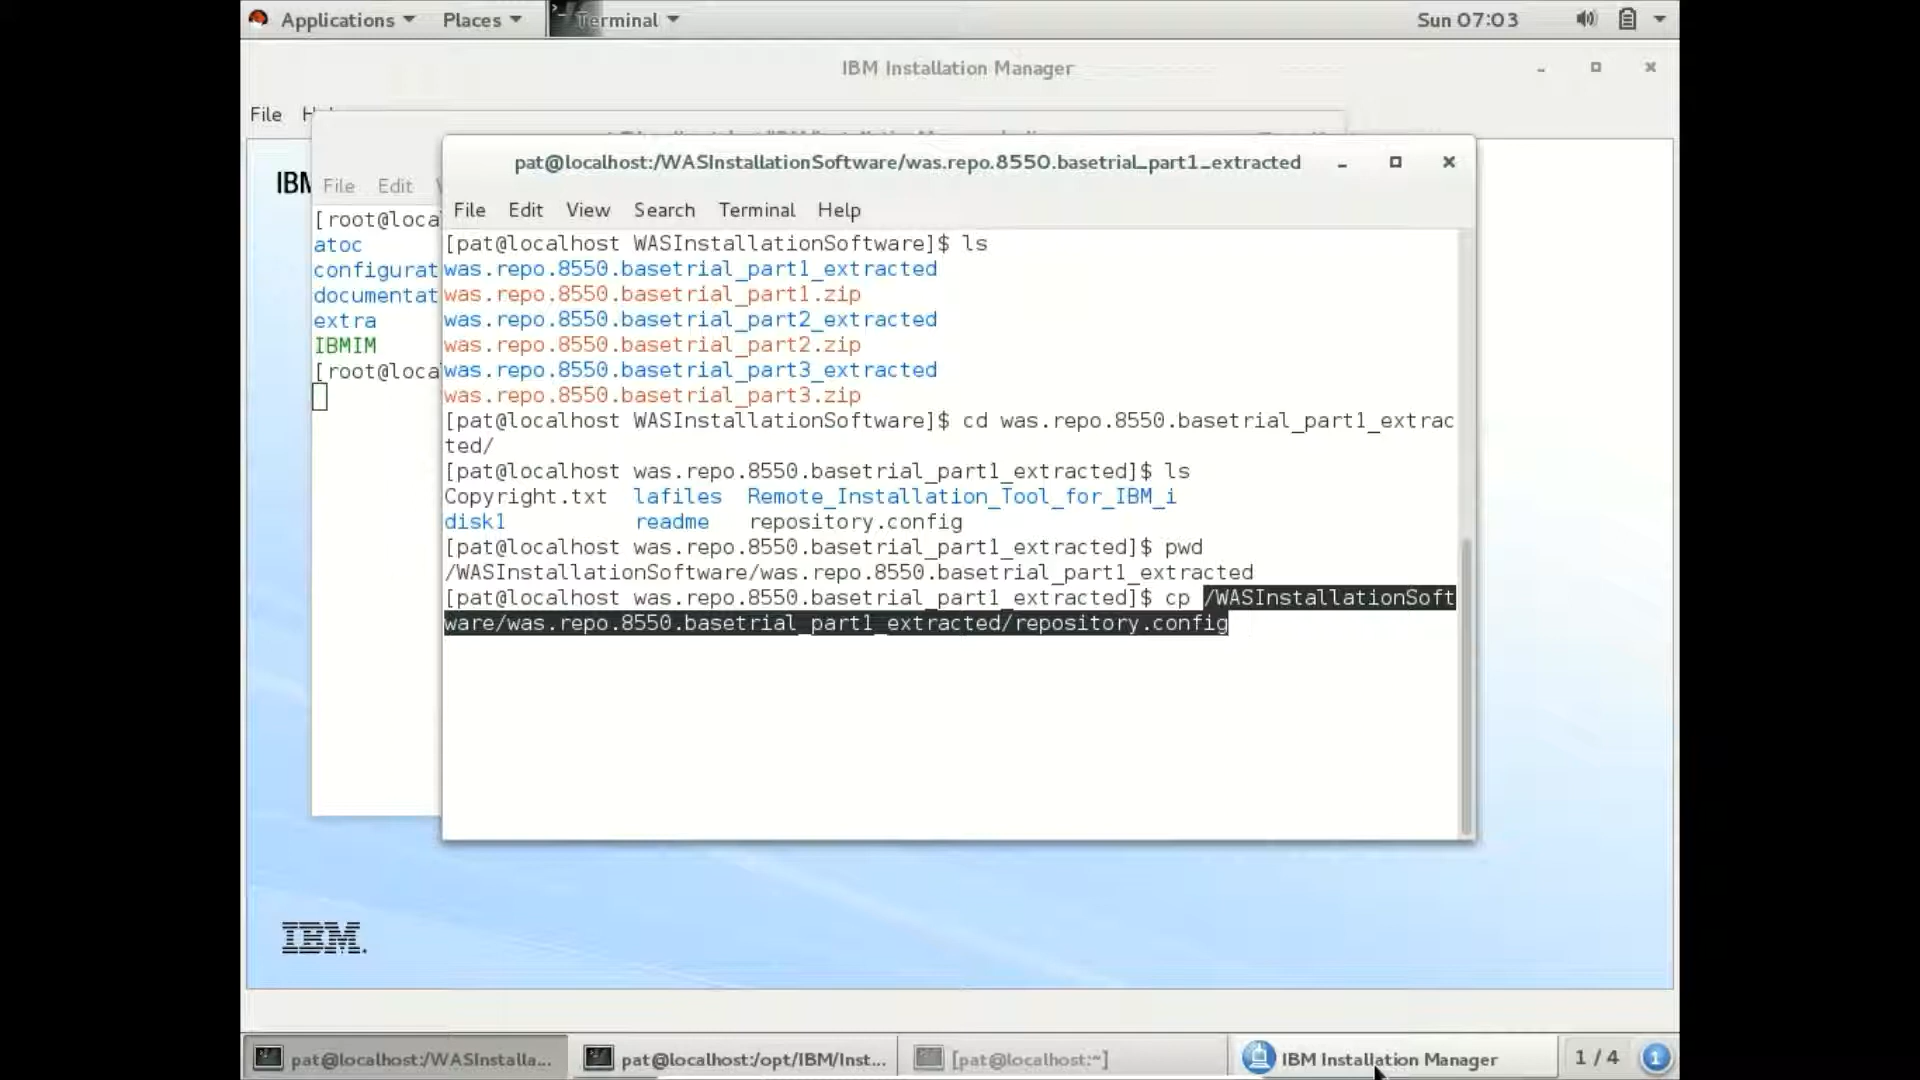 Applications Places Terminal Sun 07:03
IBM Installation Manager
File
pat@localhost:/WASInstallationSoftware/was.repo.8550.basetrial_part1_extracted
IBM
File Edit
File Edit View Search Terminal Help
[root@loca
atoc
configurat
documentat
extra
IBMIM
[root@loca
[pat@localhost WASInstallationSoftware]$ ls
was.repo.8550.basetrial_part1_extracted
was.repo.8550.basetrial_part1.zip
was.repo.8550.basetrial_part2_extracted
was.repo.8550.basetrial_part2.zip
was.repo.8550.basetrial_part3_extracted
was.repo.8550.basetrial_part3.zip
[pat@localhost WASInstallationSoftware]$ cd was.repo.8550.basetrial_part1_extrac
ted/
[pat@localhost was.repo.8550.basetrial_part1_extracted]$ ls
Copyright.txt lafiles Remote_Installation_Tool_for_IBM_i
disk1 readme repository.config
[pat@localhost was.repo.8550.basetrial_part1_extracted]$ pwd
/WASInstallationSoftware/was.repo.8550.basetrial_part1_extracted
[pat@localhost was.repo.8550.basetrial_part1_extracted]$ cp /WASInstallationSoft
ware/was.repo.8550.basetrial_part1_extracted/repository.config
IBM.
pat@localhost:/WASInstalla... pat@localhost:/opt/IBM/Inst... [pat@localhost:~] IBM Installation Manager 1 / 4 1